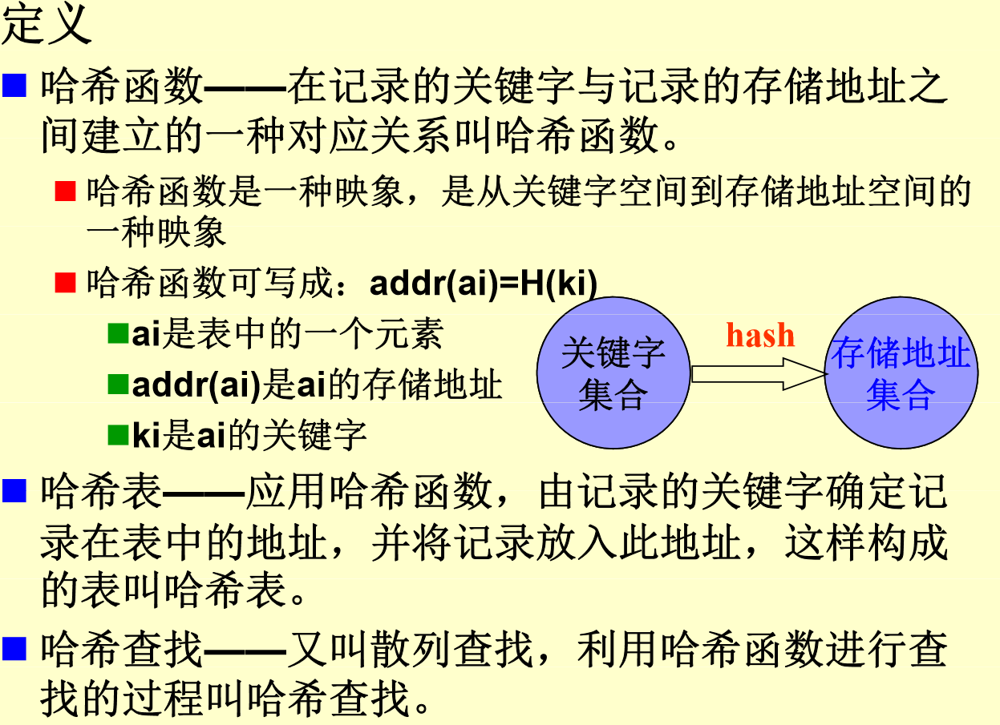 定义
哈希函数——在记录的关键字与记录的存储地址之
间建立的一种对应关系叫哈希函数。
哈希函数是一种映象，是从关键字空间到存储地址空间的
一种映象
哈希函数可写成：addr(ai)=H(ki)
ai是表中的一个元素
addr(ai)是ai的存储地址
ki是ai的关键字
关键字
集合
hash
存储地址
集合
哈希表——应用哈希函数，由记录的关键字确定记
录在表中的地址，并将记录放入此地址，这样构成
的表叫哈希表。
哈希查找——又叫散列查找，利用哈希函数进行查
找的过程叫哈希查找。